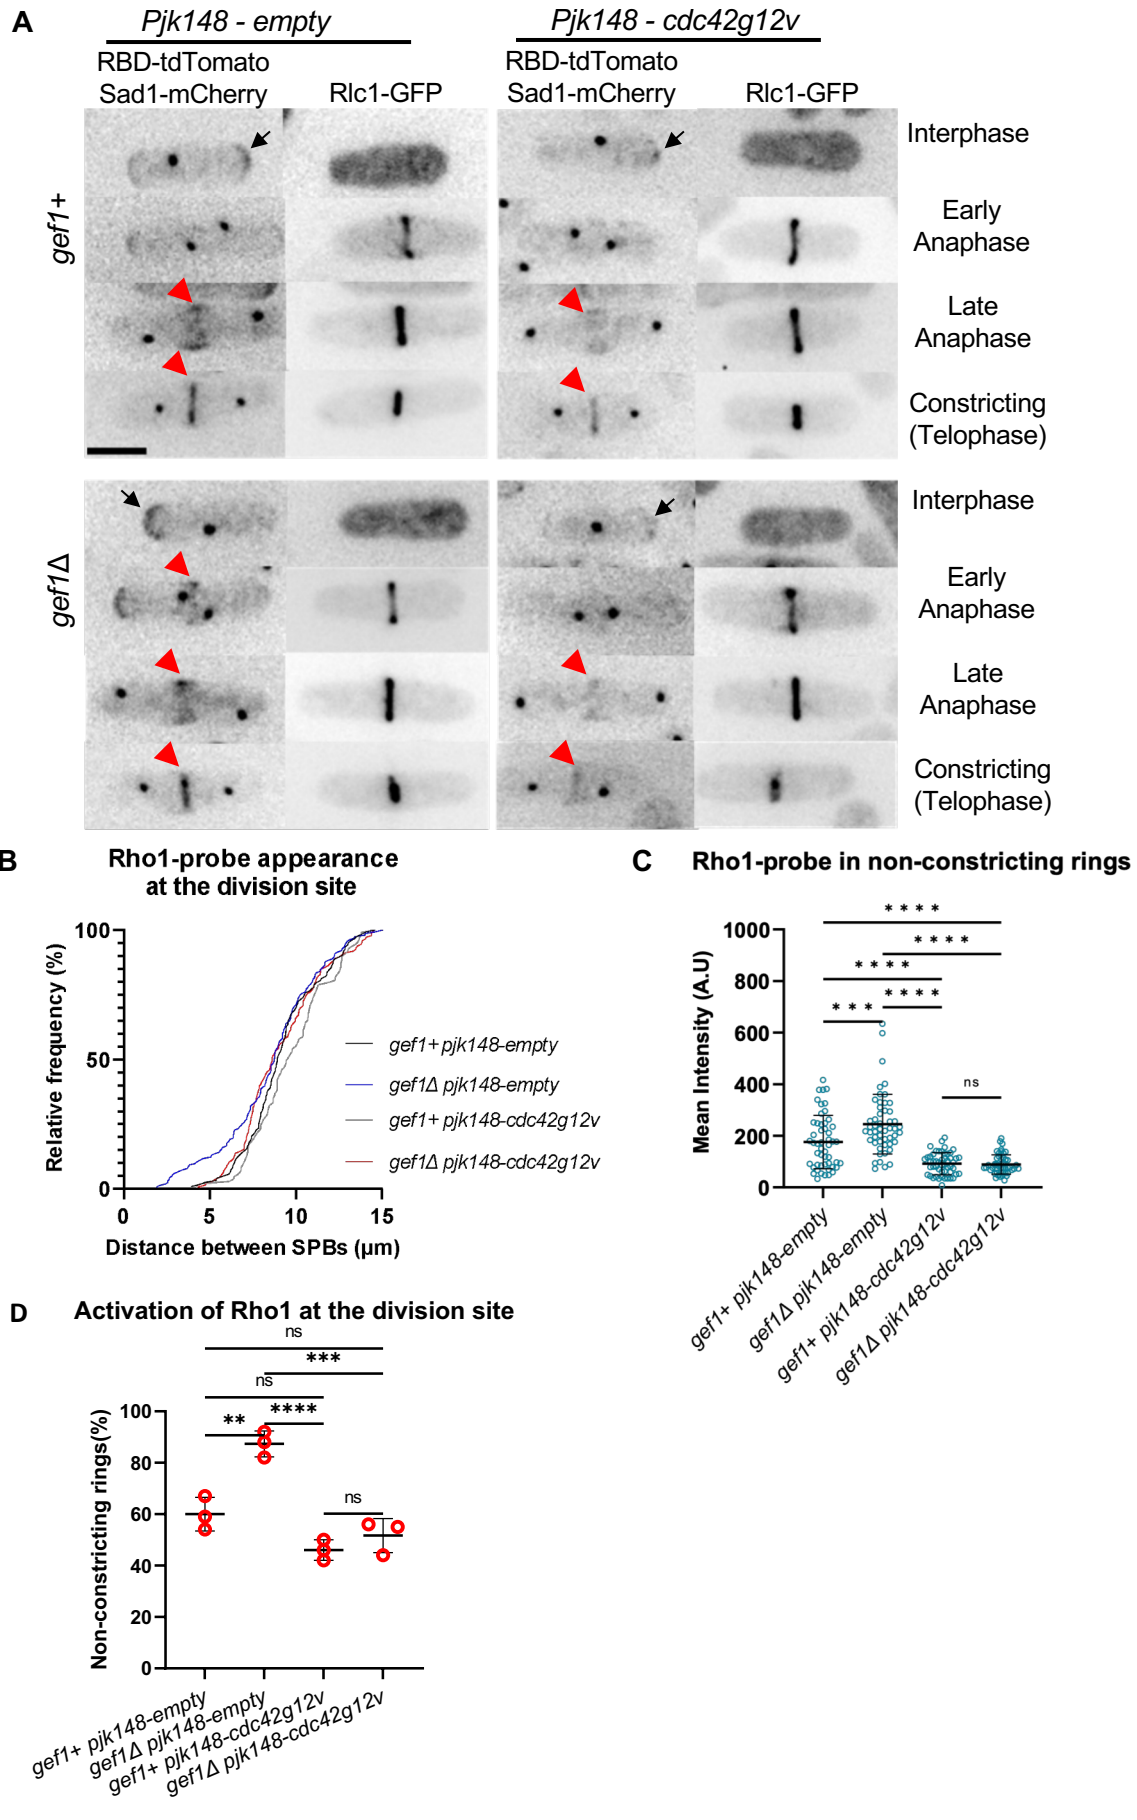 A
Pjk148 - empty
Pjk148 - cdc42g12v
RBD-tdTomato
Sad1-mCherry
Rlc1-GFP
RBD-tdTomato
Sad1-mCherry
Rlc1-GFP
gef1+
Interphase
Early
Anaphase
Late
Anaphase
Constricting
(Telophase)
gef1Δ
Interphase
Early
Anaphase
Late
Anaphase
Constricting
(Telophase)
B
Rho1-probe appearance
at the division site
Relative frequency (%)
100
50
0
0 5 10 15
Distance between SPBs (µm)
gef1+ pjk148-empty
gef1Δ pjk148-empty
gef1+ pjk148-cdc42g12v
gef1Δ pjk148-cdc42g12v
C
Rho1-probe in non-constricting rings
Mean Intensity (A.U)
1000
800
600
400
200
0
* * * *
* * * *
* * * *
* * * *
* * *
ns
gef1+ pjk148-empty
gef1Δ pjk148-empty
gef1+ pjk148-cdc42g12v
gef1Δ pjk148-cdc42g12v
D
Activation of Rho1 at the division site
Non-constricting rings(%)
100
80
60
40
20
0
ns
***
ns
****
**
ns
gef1+ pjk148-empty
gef1Δ pjk148-empty
gef1+ pjk148-cdc42g12v
gef1Δ pjk148-cdc42g12v